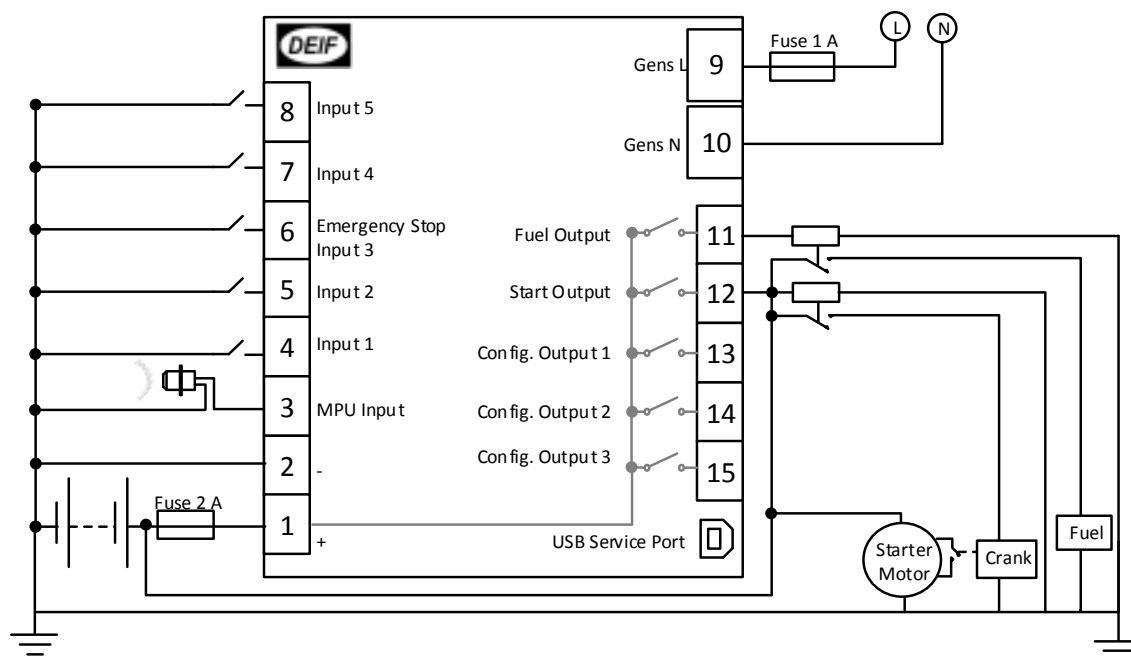 DEIF
8 Input 5
7 Input 4
6 Emergency Stop
Input 3
5 Input 2
4 Input 1
3 MPU Input
2 -
Fuse 2 A
1 +
Gens L 9
Fuse 1 A
L
N
Gens N 10
Fuel Output 11
Start Output 12
Config. Output 1 13
Config. Output 2 14
Config. Output 3 15
USB Service Port
Starter
Motor
Crank
Fuel